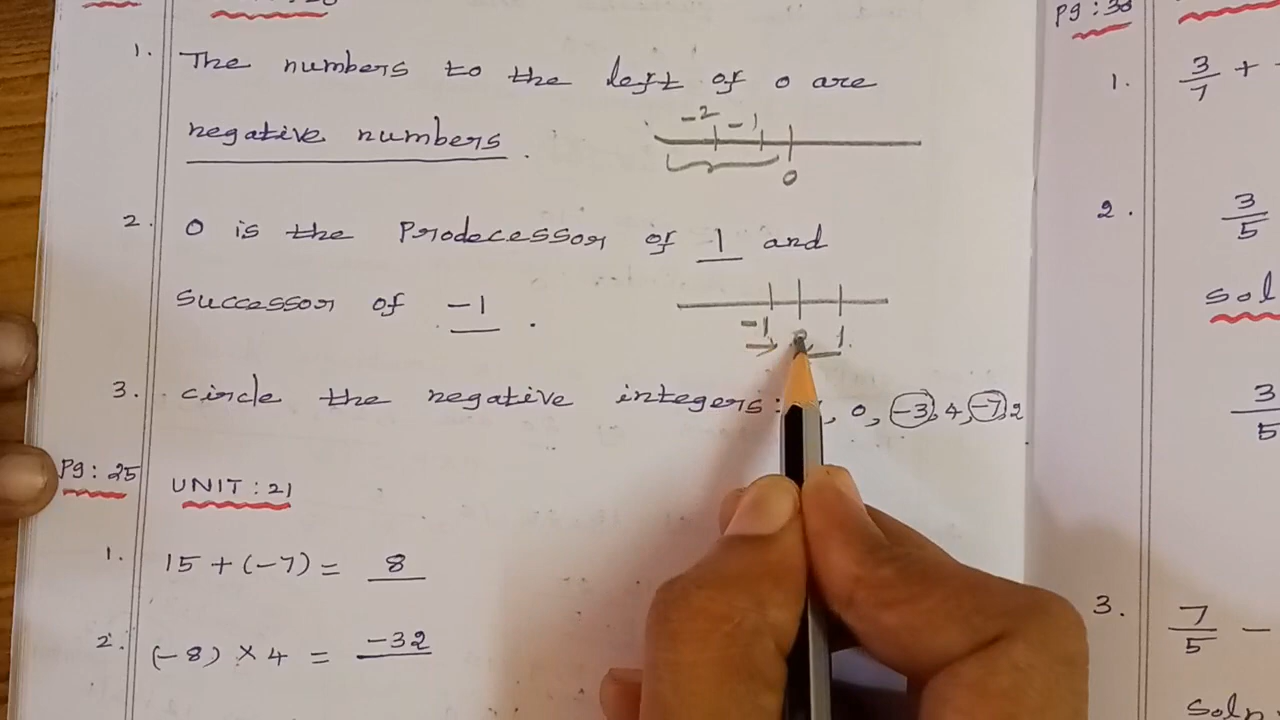 1. The numbers to the left of 0 are
negative numbers.
-2 -1
0
2. 0 is the Prodecessor of 1 and
successor of -1.
-1 1
3. circle the negative integers: , 0, -3, 4, -7, 2
Pg: 25 UNIT: 21
1. 15 + (-7) = 8
2. (-8) × 4 = -32
Pg: 38
1. 3/7 +
2. 3/5
Sol
3/5
3. 7/5 -
Soln